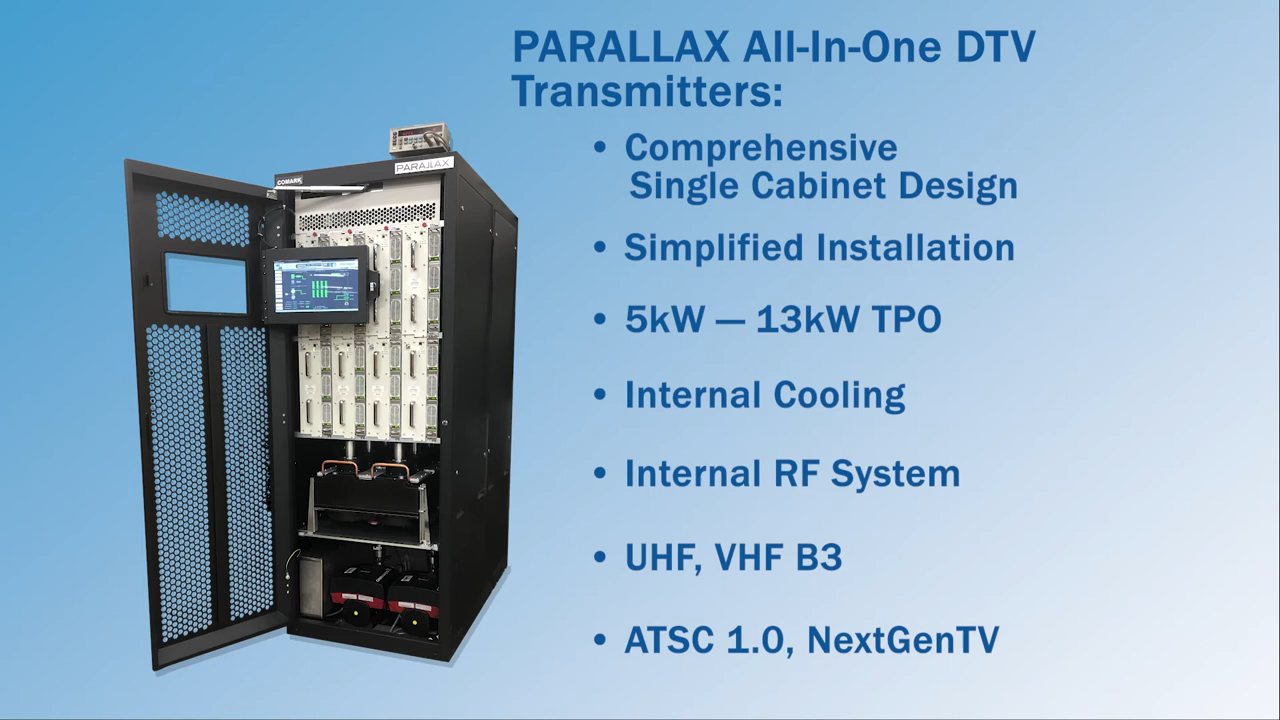 PARALLAX All-In-One DTV
Transmitters:
• Comprehensive
Single Cabinet Design
• Simplified Installation
• 5kW — 13kW TPO
• Internal Cooling
• Internal RF System
• UHF, VHF B3
• ATSC 1.0, NextGenTV
COMARK
PARALLAX